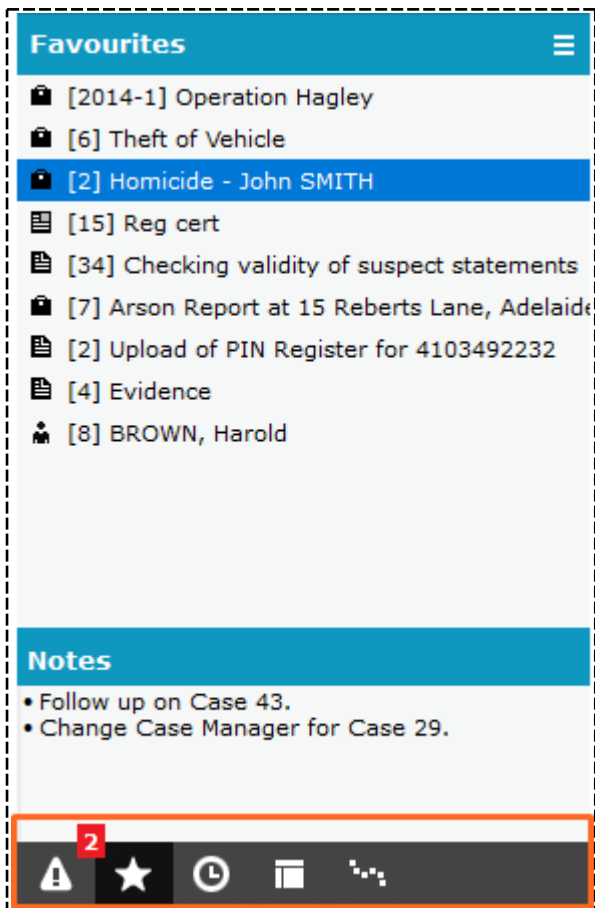 Favourites
[2014-1] Operation Hagley
[6] Theft of Vehicle
[2] Homicide - John SMITH
[15] Reg cert
[34] Checking validity of suspect statements
[7] Arson Report at 15 Reberts Lane, Adelaide
[2] Upload of PIN Register for 4103492232
[4] Evidence
[8] BROWN, Harold
Notes
• Follow up on Case 43.
• Change Case Manager for Case 29.
2